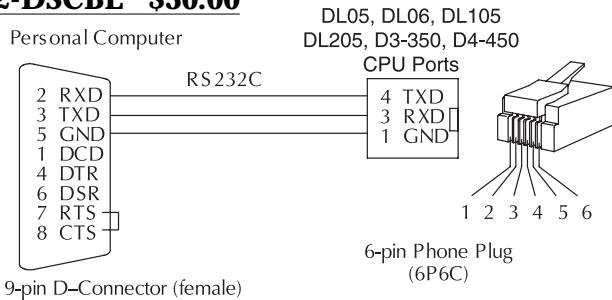 $30.00
Personal Computer
DL05, DL06, DL105
DL205, D3-350, D4-450
CPU Ports
RS232C
2 RXD
3 TXD
5 GND
1 DCD
4 DTR
6 DSR
7 RTS
8 CTS
4 TXD
3 RXD
1 GND
1 2 3 4 5 6
6-pin Phone Plug
(6P6C)
9-pin D–Connector (female)